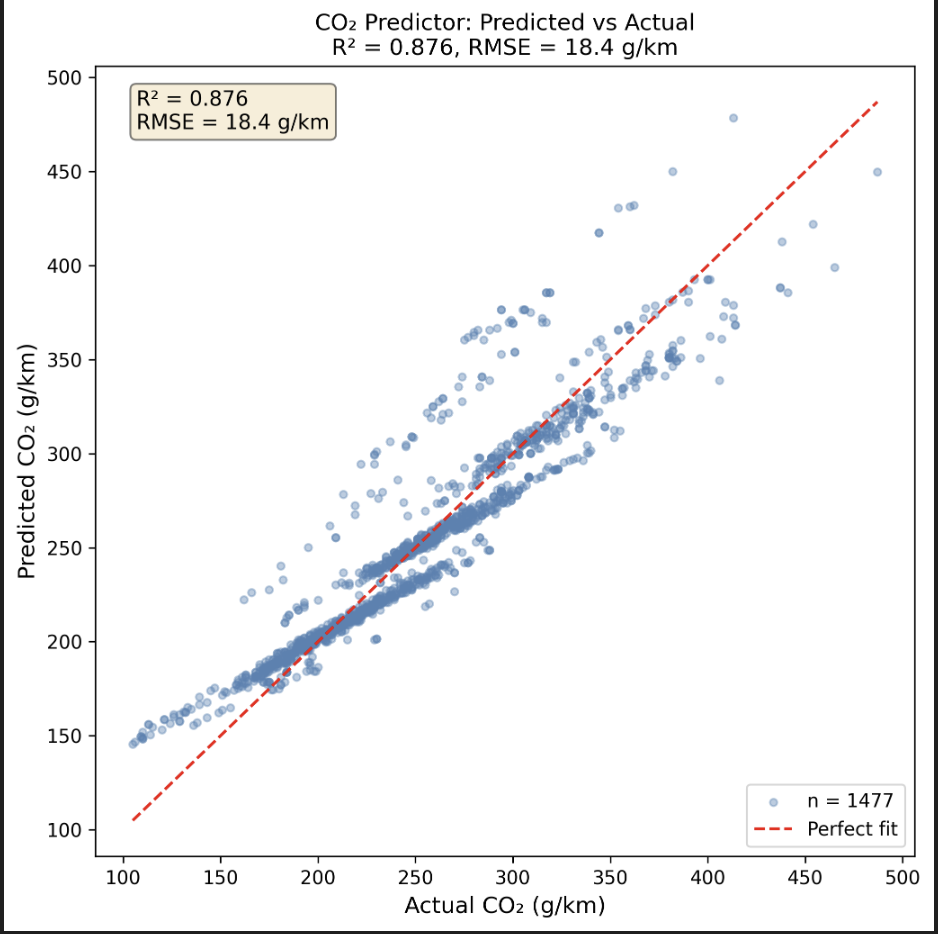 CO₂ Predictor: Predicted vs Actual
R² = 0.876, RMSE = 18.4 g/km
R² = 0.876
RMSE = 18.4 g/km
500
450
400
350
300
250
200
150
100
Predicted CO₂ (g/km)
n = 1477
Perfect fit
100 150 200 250 300 350 400 450 500
Actual CO₂ (g/km)